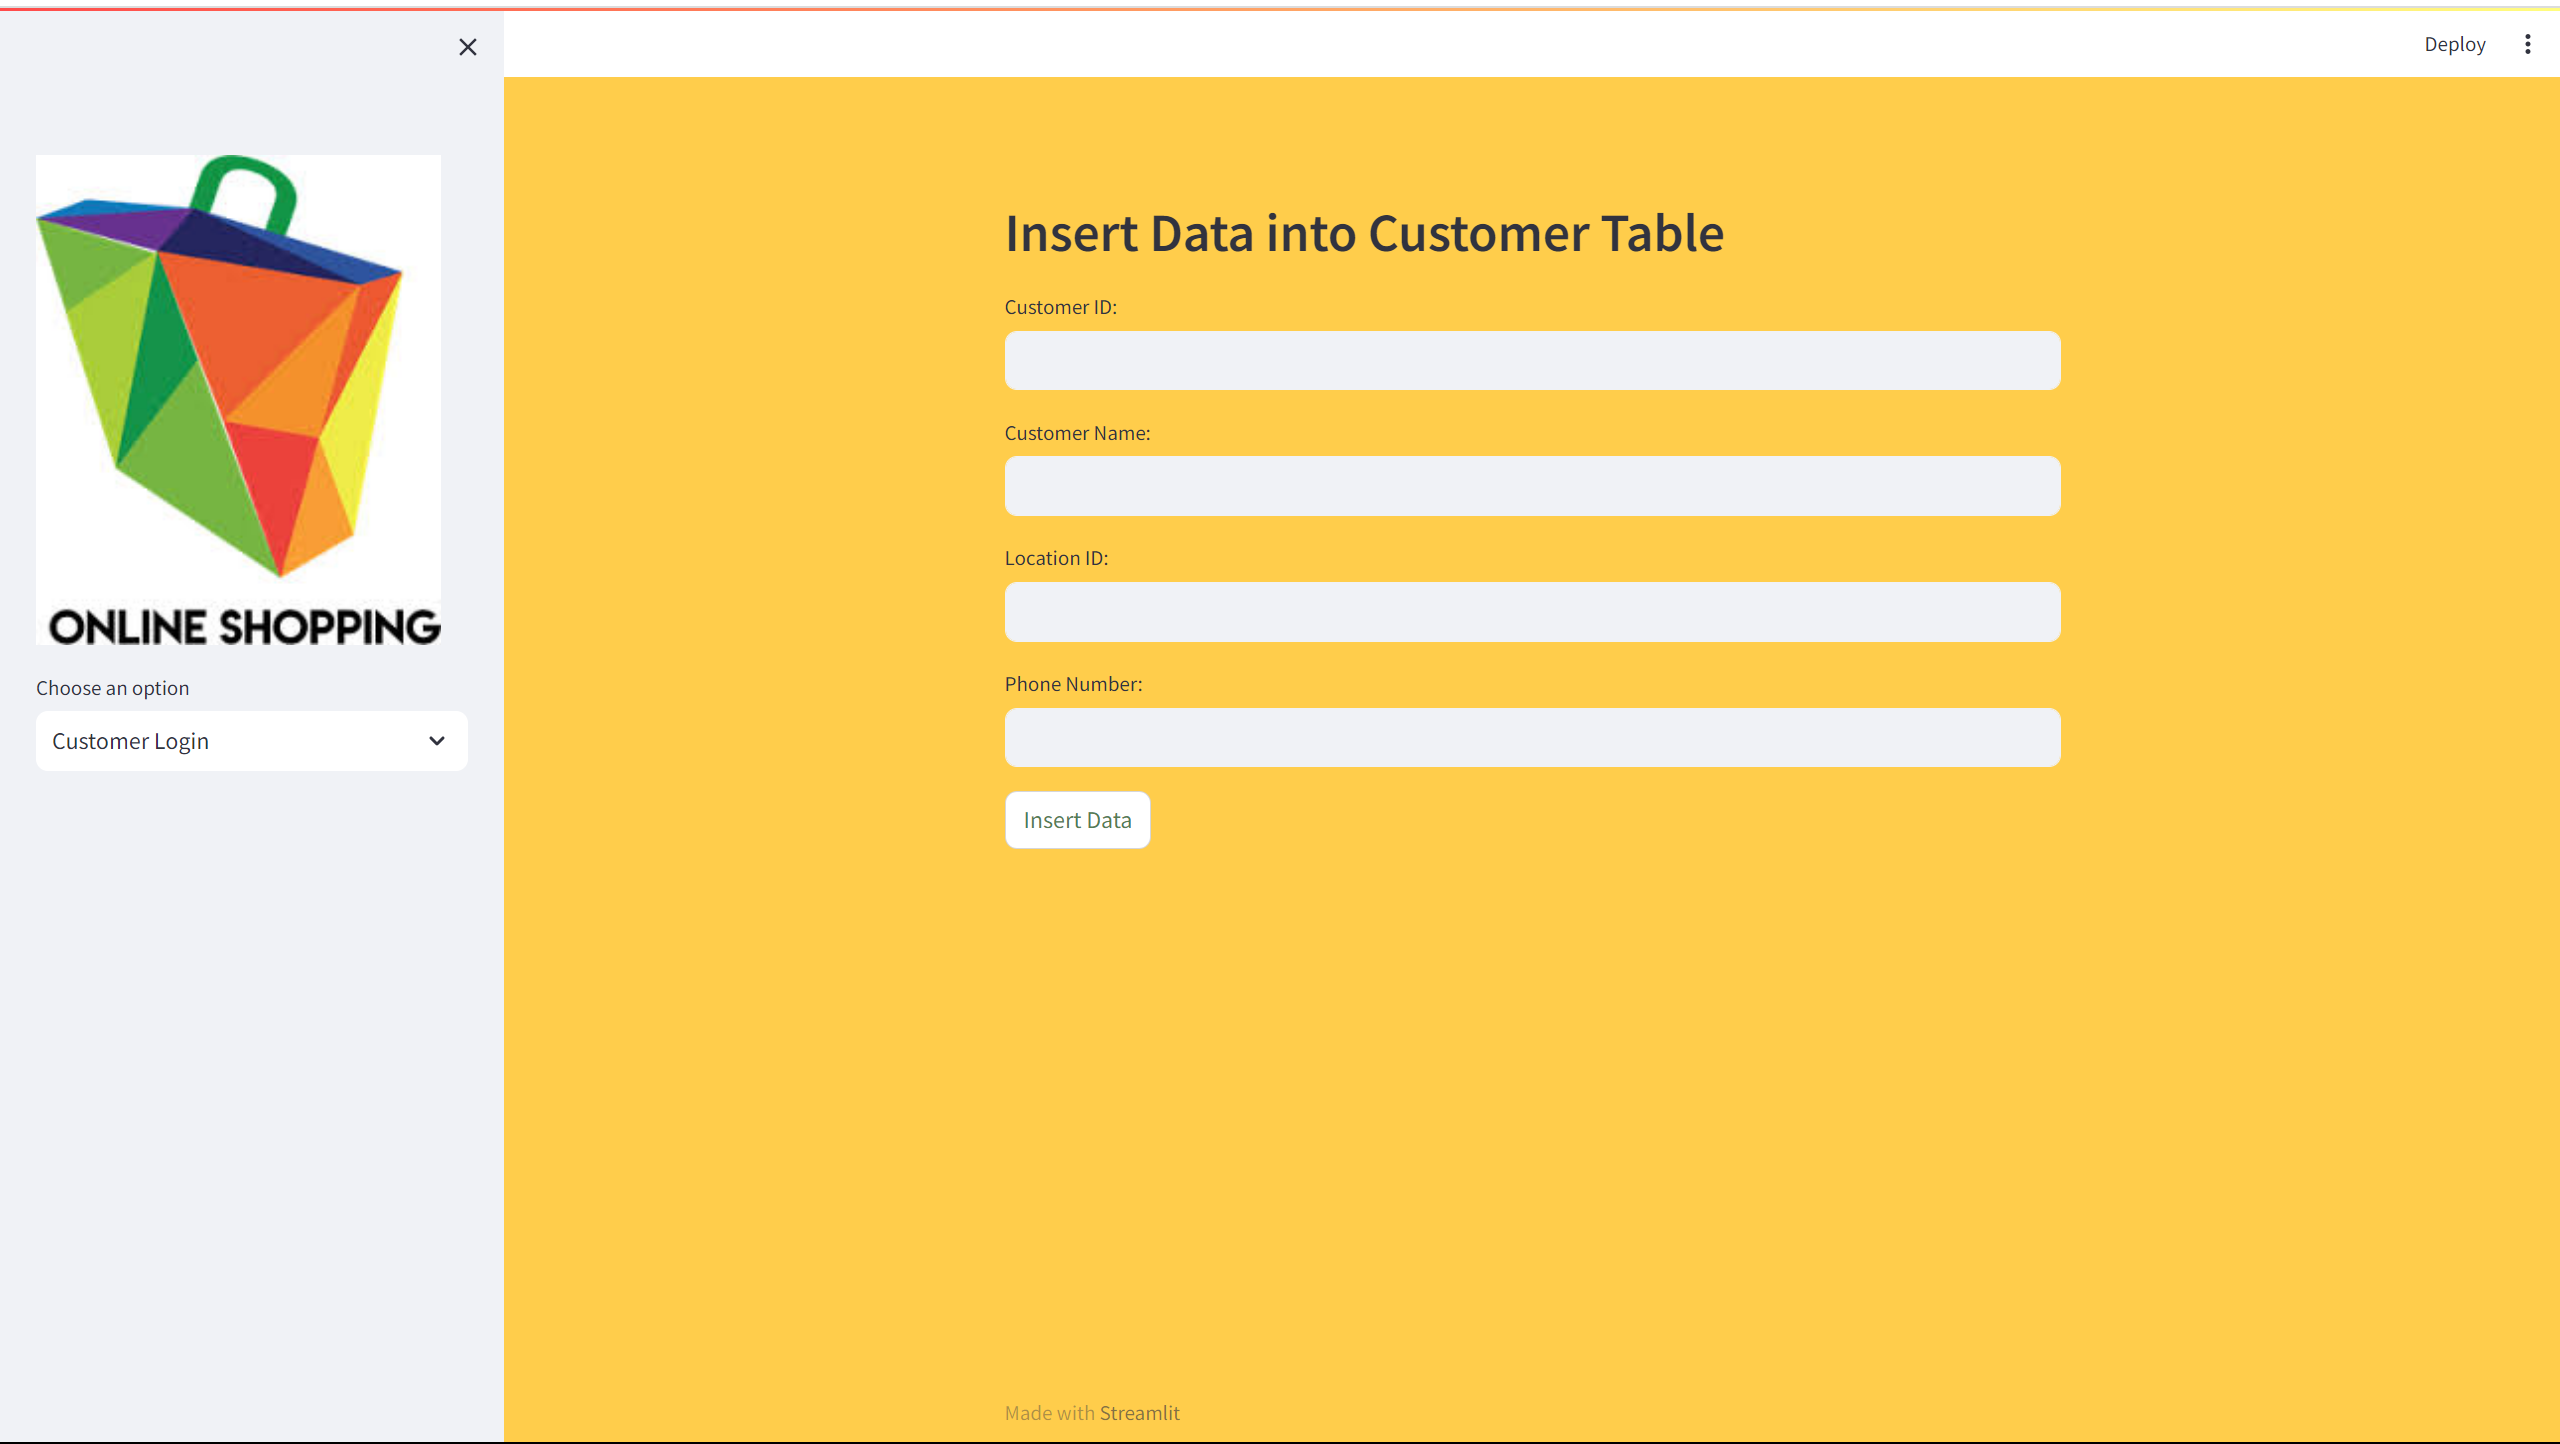 Deploy
ONLINE SHOPPING
Choose an option
Customer Login
Insert Data into Customer Table
Customer ID:
Customer Name:
Location ID:
Phone Number:
Insert Data
Made with Streamlit